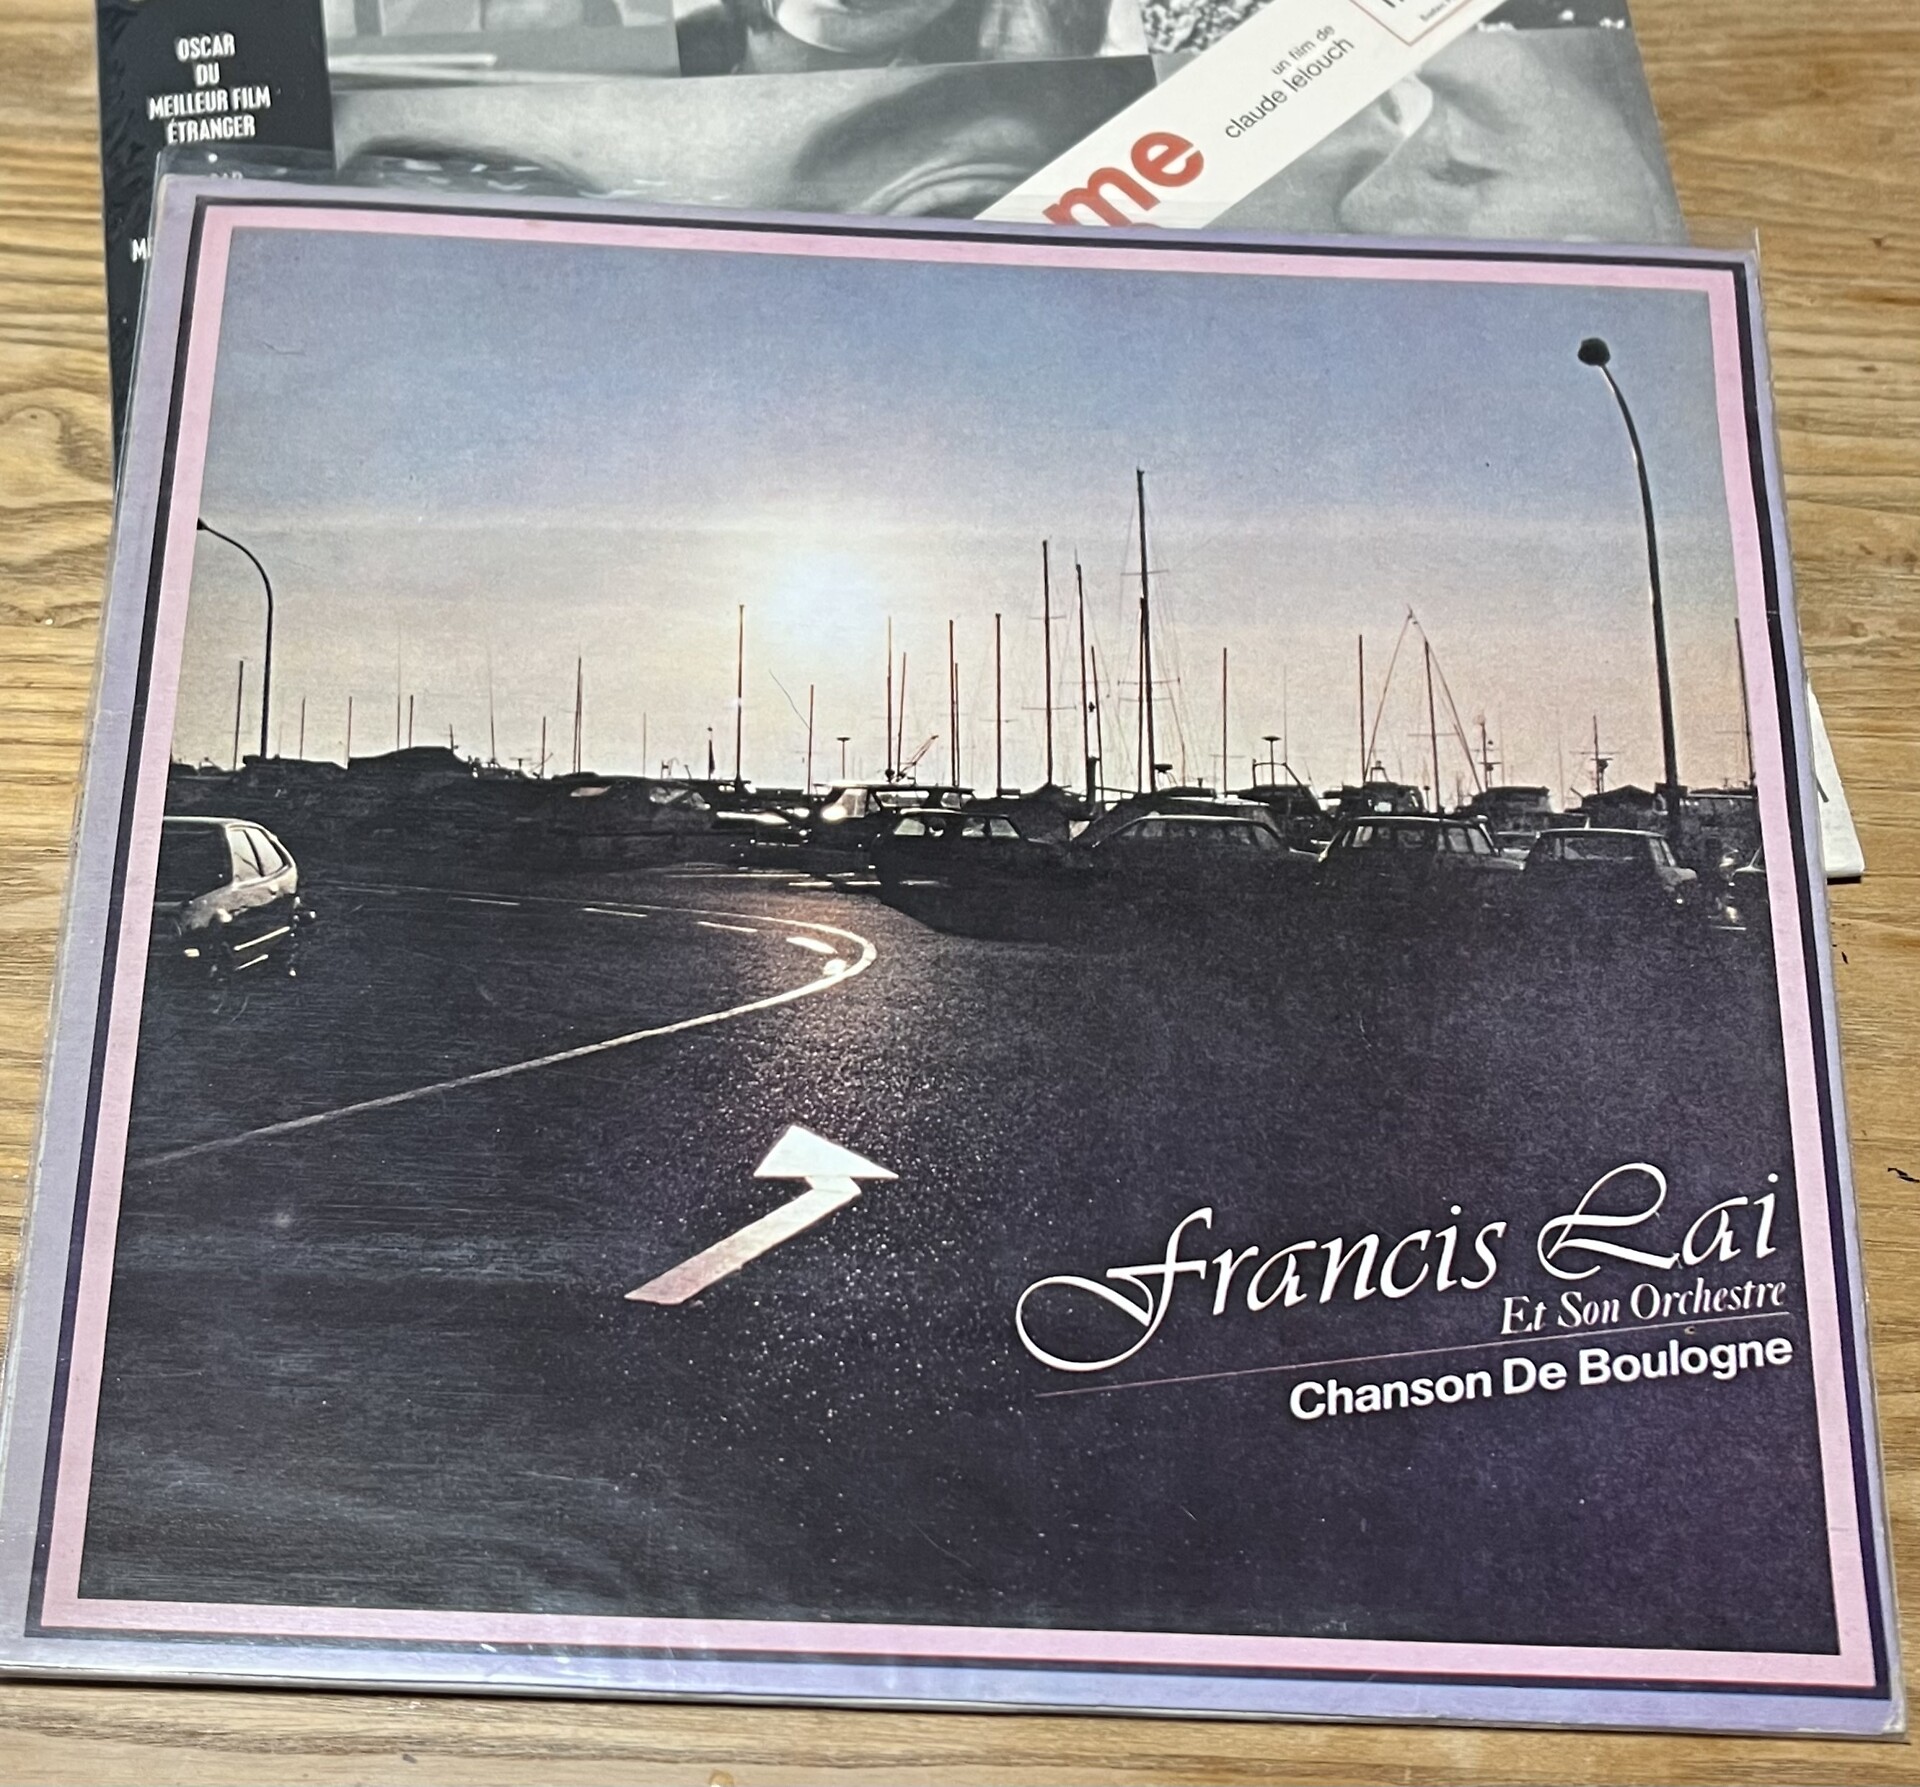 OSCAR
DU
MEILLEUR FILM
ÉTRANGER
un film de
claude lelouch
me
Francis Lai
Et Son Orchestre
Chanson De Boulogne